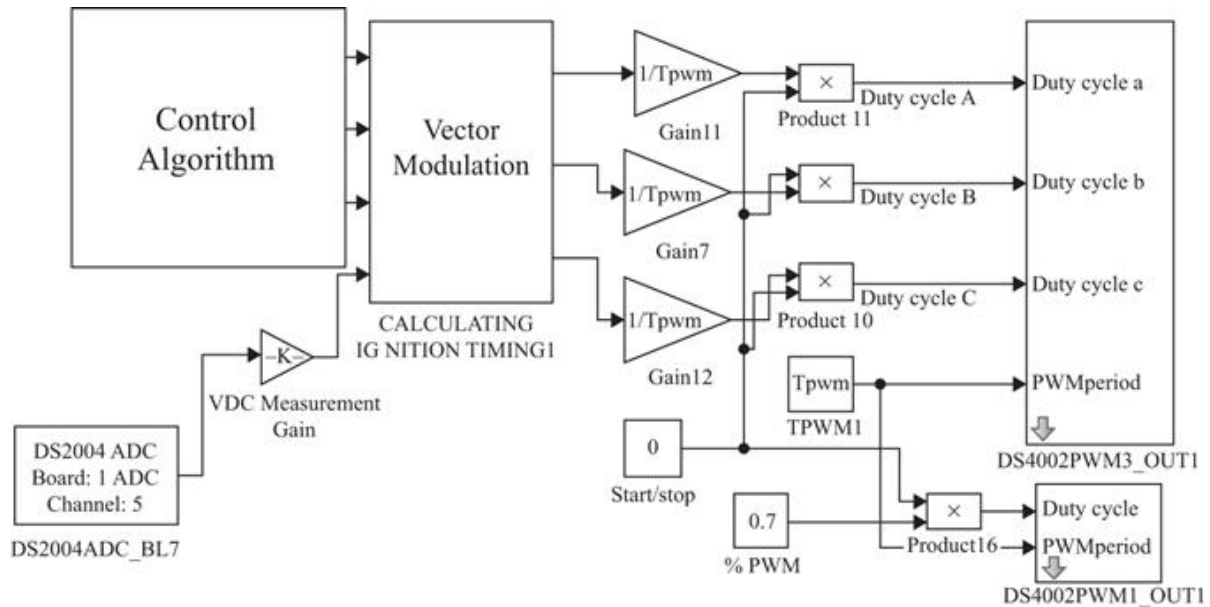 Control
Algorithm
Vector
Modulation
CALCULATING
IG NITION TIMING1
1/Tpwm
Gain11
1/Tpwm
Gain7
1/Tpwm
Gain12
×
Product 11
Duty cycle A
×
Duty cycle B
×
Product 10
Duty cycle C
Duty cycle a
Duty cycle b
Duty cycle c
PWMperiod
DS4002PWM3_OUT1
Tpwm
TPWM1
–K–
VDC Measurement
Gain
DS2004 ADC
Board: 1 ADC
Channel: 5
DS2004ADC_BL7
0
Start/stop
0.7
% PWM
×
Product16
Duty cycle
PWMperiod
DS4002PWM1_OUT1